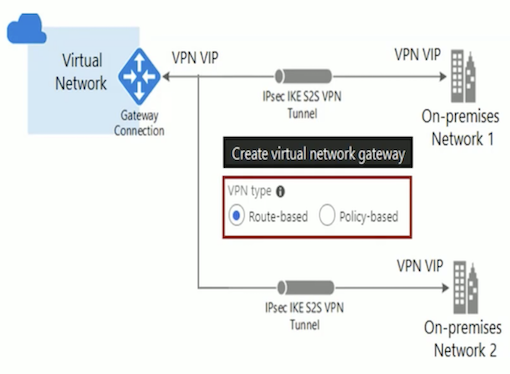 Virtual
Network
Gateway
Connection
VPN VIP
IPsec IKE S2S VPN
Tunnel
VPN VIP
On-premises
Network 1
Create virtual network gateway
VPN type
Route-based
Policy-based
IPsec IKE S2S VPN
Tunnel
VPN VIP
On-premises
Network 2